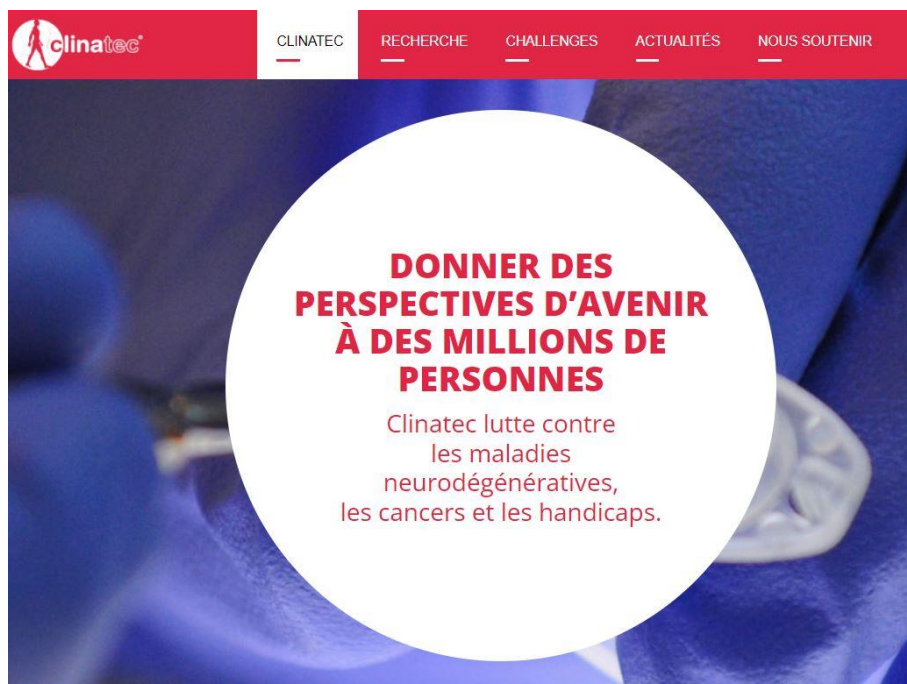 clinatec®
CLINATEC
RECHERCHE
CHALLENGES
ACTUALITÉS
NOUS SOUTENIR
DONNER DES
PERSPECTIVES D’AVENIR
À DES MILLIONS DE
PERSONNES
Clinatec lutte contre
les maladies
neurodégénératives,
les cancers et les handicaps.